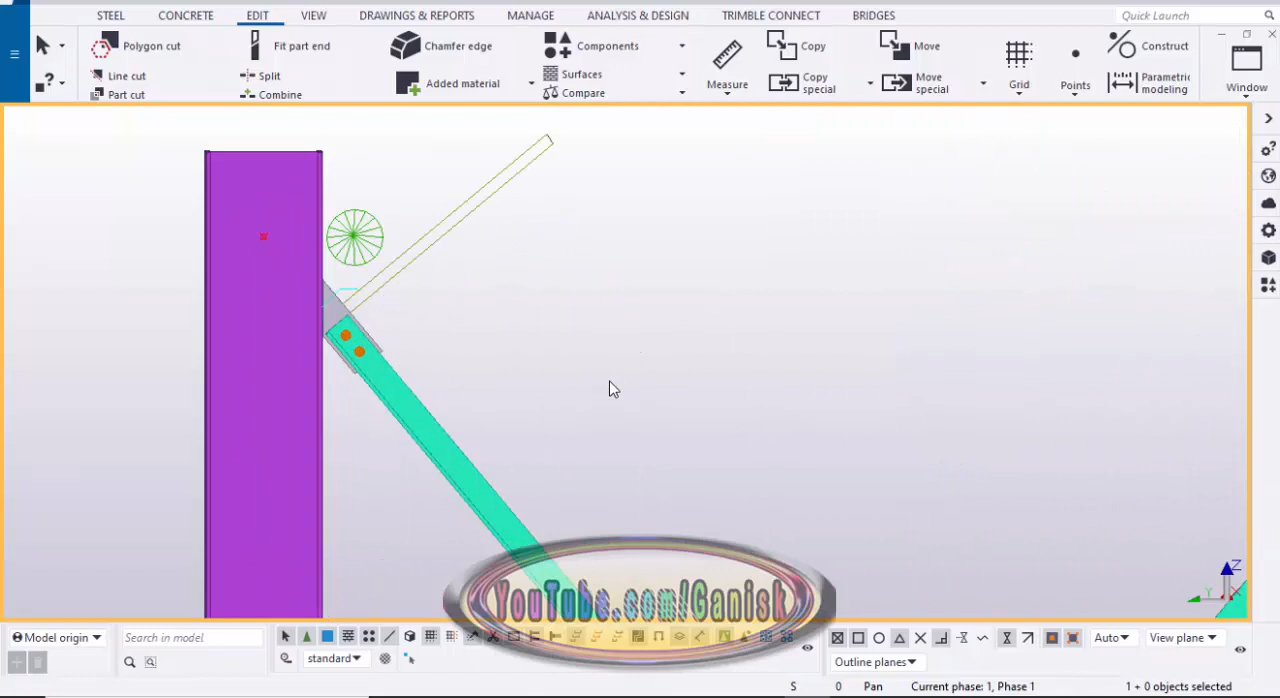 STEEL CONCRETE EDIT VIEW DRAWINGS & REPORTS MANAGE ANALYSIS & DESIGN TRIMBLE CONNECT BRIDGES Quick Launch
Polygon cut Fit part end Chamfer edge Components Copy Move Construct
Line cut Split Added material Surfaces Measure Copy special Move special Grid Points Parametric modeling Window
Part cut Combine Compare
YouTube.com/Ganisk
Z
Y
X
Model origin Search in model Auto View plane
standard Outline planes
S 0 Pan Current phase: 1, Phase 1 1 + 0 objects selected